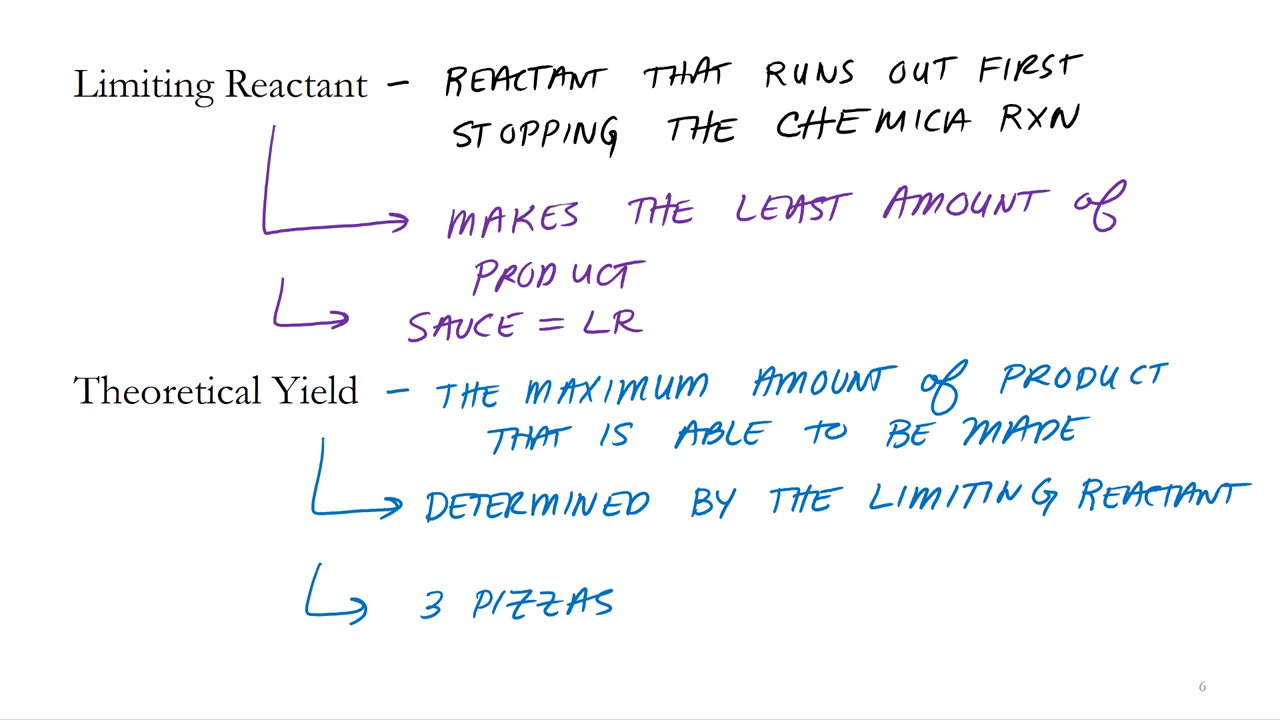 Limiting Reactant - REACTANT THAT RUNS OUT FIRST
STOPPING THE CHEMICA RXN
MAKES THE LEAST AMOUNT of
PRODUCT
SAUCE = LR
Theoretical Yield - THE MAXIMUM AMOUNT of PRODUCT
THAT IS ABLE TO BE MADE
DETERMINED BY THE LIMITING REACTANT
3 PIZZAS
6